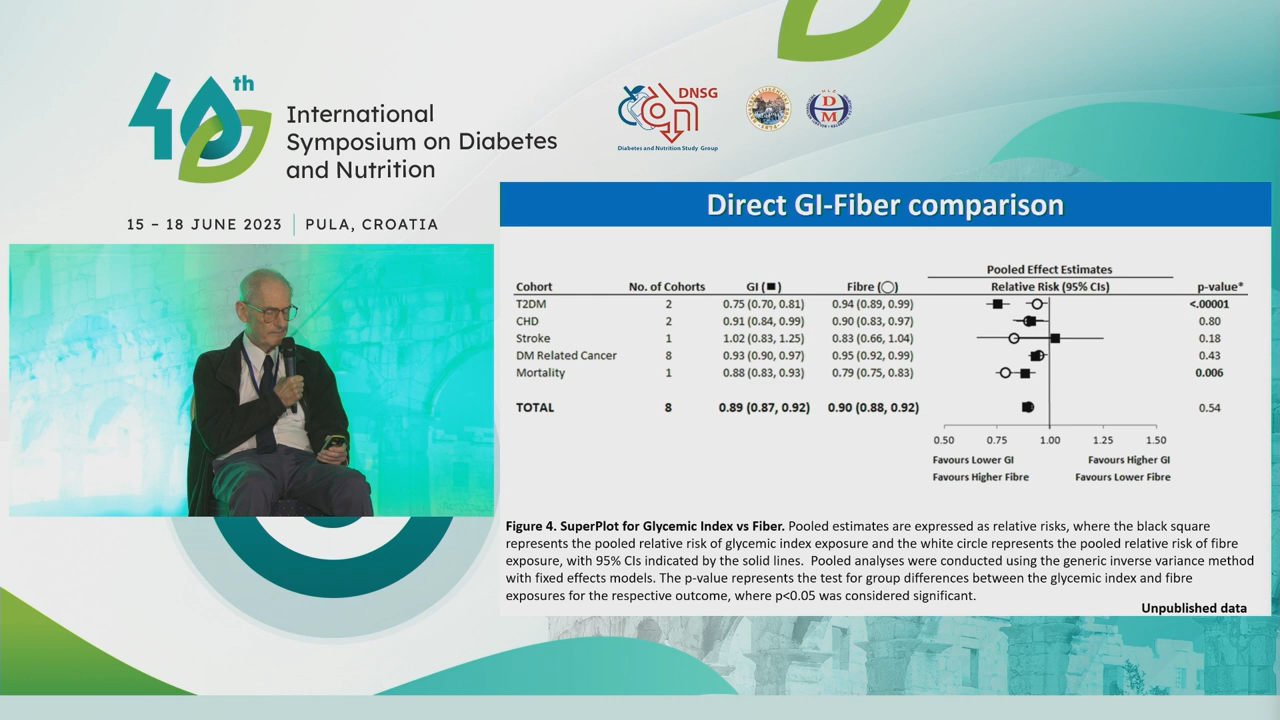 40th
International
Symposium on Diabetes
and Nutrition
15 – 18 JUNE 2023 | PULA, CROATIA
DNSG
Diabetes and Nutrition Study Group
DM
Direct GI-Fiber comparison
Pooled Effect Estimates
Cohort No. of Cohorts GI (■) Fibre (◯) Relative Risk (95% CIs) p-value*
T2DM 2 0.75 (0.70, 0.81) 0.94 (0.89, 0.99) <.00001
CHD 2 0.91 (0.84, 0.99) 0.90 (0.83, 0.97) 0.80
Stroke 1 1.02 (0.83, 1.25) 0.83 (0.66, 1.04) 0.18
DM Related Cancer 8 0.93 (0.90, 0.97) 0.95 (0.92, 0.99) 0.43
Mortality 1 0.88 (0.83, 0.93) 0.79 (0.75, 0.83) 0.006
TOTAL 8 0.89 (0.87, 0.92) 0.90 (0.88, 0.92) 0.54
0.50 0.75 1.00 1.25 1.50
Favours Lower GI Favours Higher GI
Favours Higher Fibre Favours Lower Fibre
Figure 4. SuperPlot for Glycemic Index vs Fiber. Pooled estimates are expressed as relative risks, where the black square
represents the pooled relative risk of glycemic index exposure and the white circle represents the pooled relative risk of fibre
exposure, with 95% CIs indicated by the solid lines. Pooled analyses were conducted using the generic inverse variance method
with fixed effects models. The p-value represents the test for group differences between the glycemic index and fibre
exposures for the respective outcome, where p<0.05 was considered significant.
Unpublished data